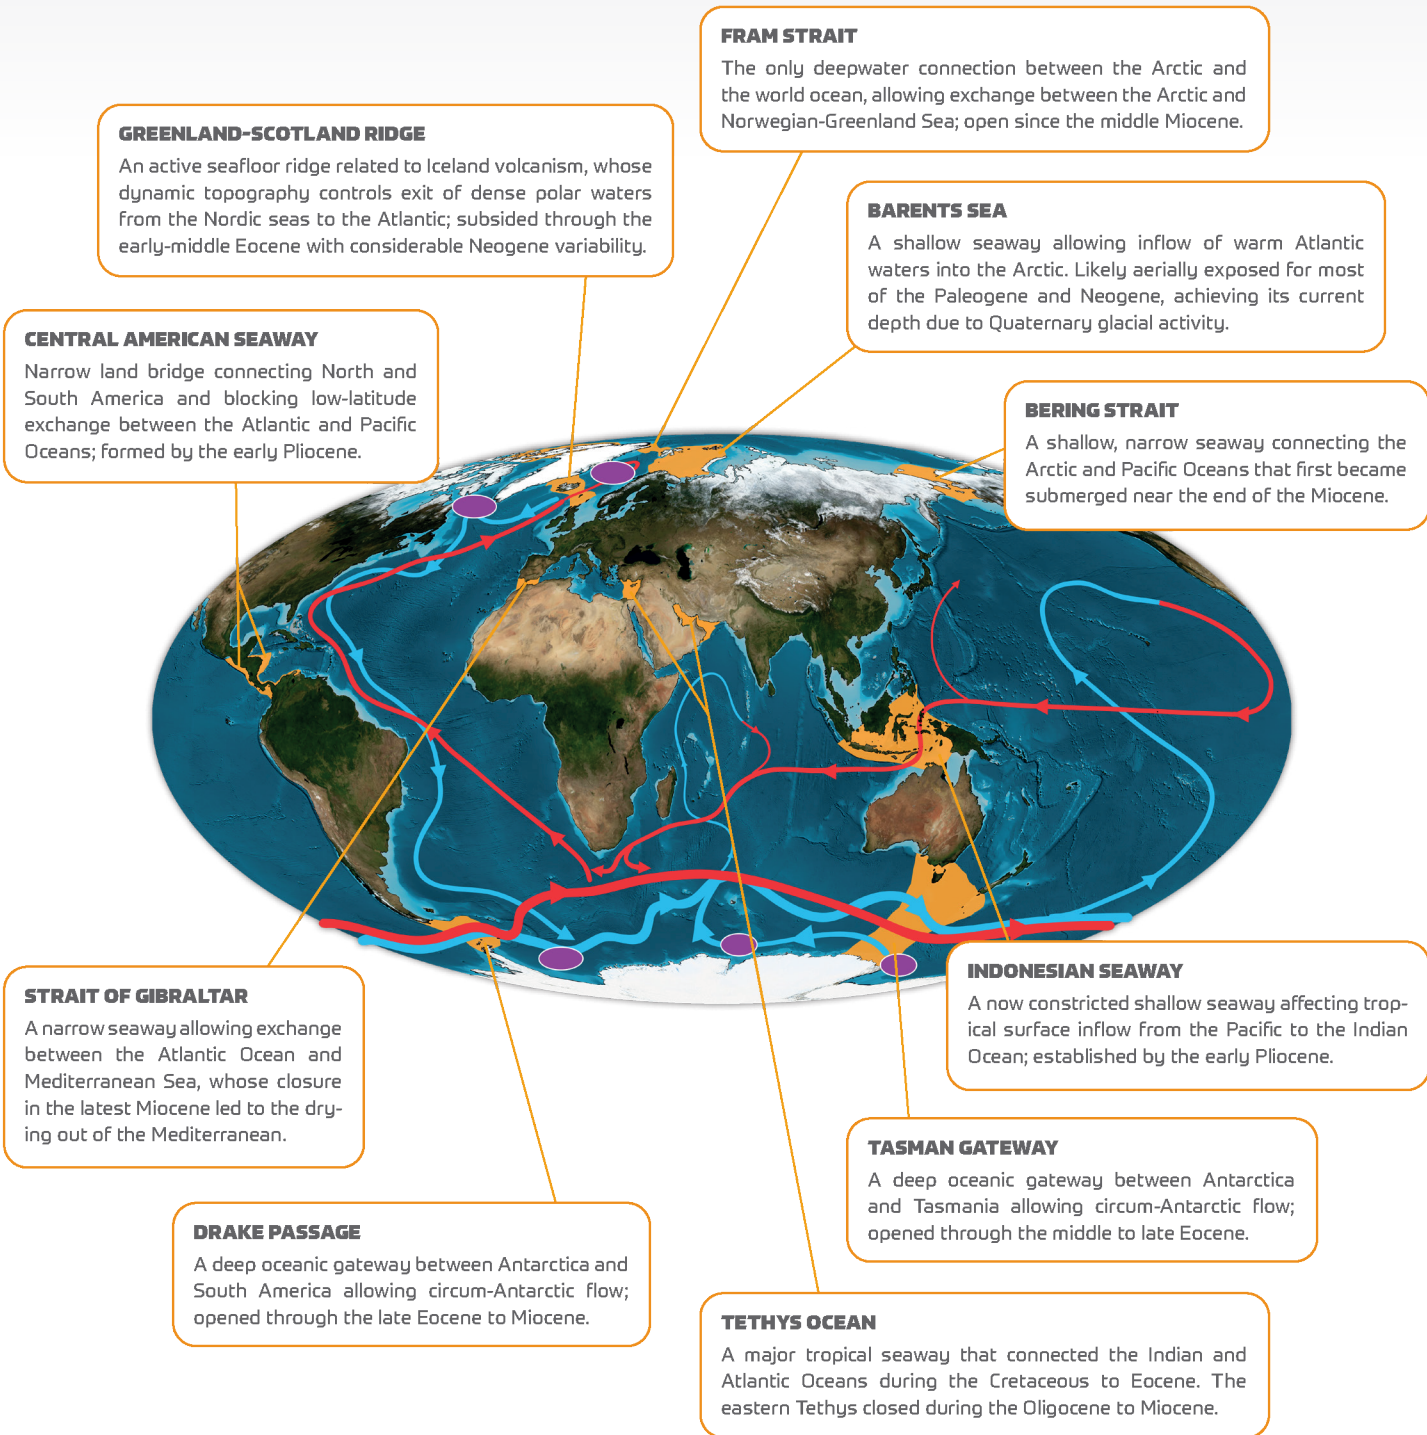 FRAM STRAIT
The only deepwater connection between the Arctic and
the world ocean, allowing exchange between the Arctic and
Norwegian-Greenland Sea; open since the middle Miocene.
GREENLAND-SCOTLAND RIDGE
An active seafloor ridge related to Iceland volcanism, whose
dynamic topography controls exit of dense polar waters
from the Nordic seas to the Atlantic; subsided through the
early-middle Eocene with considerable Neogene variability.
BARENTS SEA
A shallow seaway allowing inflow of warm Atlantic
waters into the Arctic. Likely aerially exposed for most
of the Paleogene and Neogene, achieving its current
depth due to Quaternary glacial activity.
CENTRAL AMERICAN SEAWAY
Narrow land bridge connecting North and
South America and blocking low-latitude
exchange between the Atlantic and Pacific
Oceans; formed by the early Pliocene.
BERING STRAIT
A shallow, narrow seaway connecting the
Arctic and Pacific Oceans that first became
submerged near the end of the Miocene.
STRAIT OF GIBRALTAR
A narrow seaway allowing exchange
between the Atlantic Ocean and
Mediterranean Sea, whose closure
in the latest Miocene led to the dry-
ing out of the Mediterranean.
INDONESIAN SEAWAY
A now constricted shallow seaway affecting trop-
ical surface inflow from the Pacific to the Indian
Ocean; established by the early Pliocene.
TASMAN GATEWAY
A deep oceanic gateway between Antarctica
and Tasmania allowing circum-Antarctic flow;
opened through the middle to late Eocene.
DRAKE PASSAGE
A deep oceanic gateway between Antarctica and
South America allowing circum-Antarctic flow;
opened through the late Eocene to Miocene.
TETHYS OCEAN
A major tropical seaway that connected the Indian and
Atlantic Oceans during the Cretaceous to Eocene. The
eastern Tethys closed during the Oligocene to Miocene.